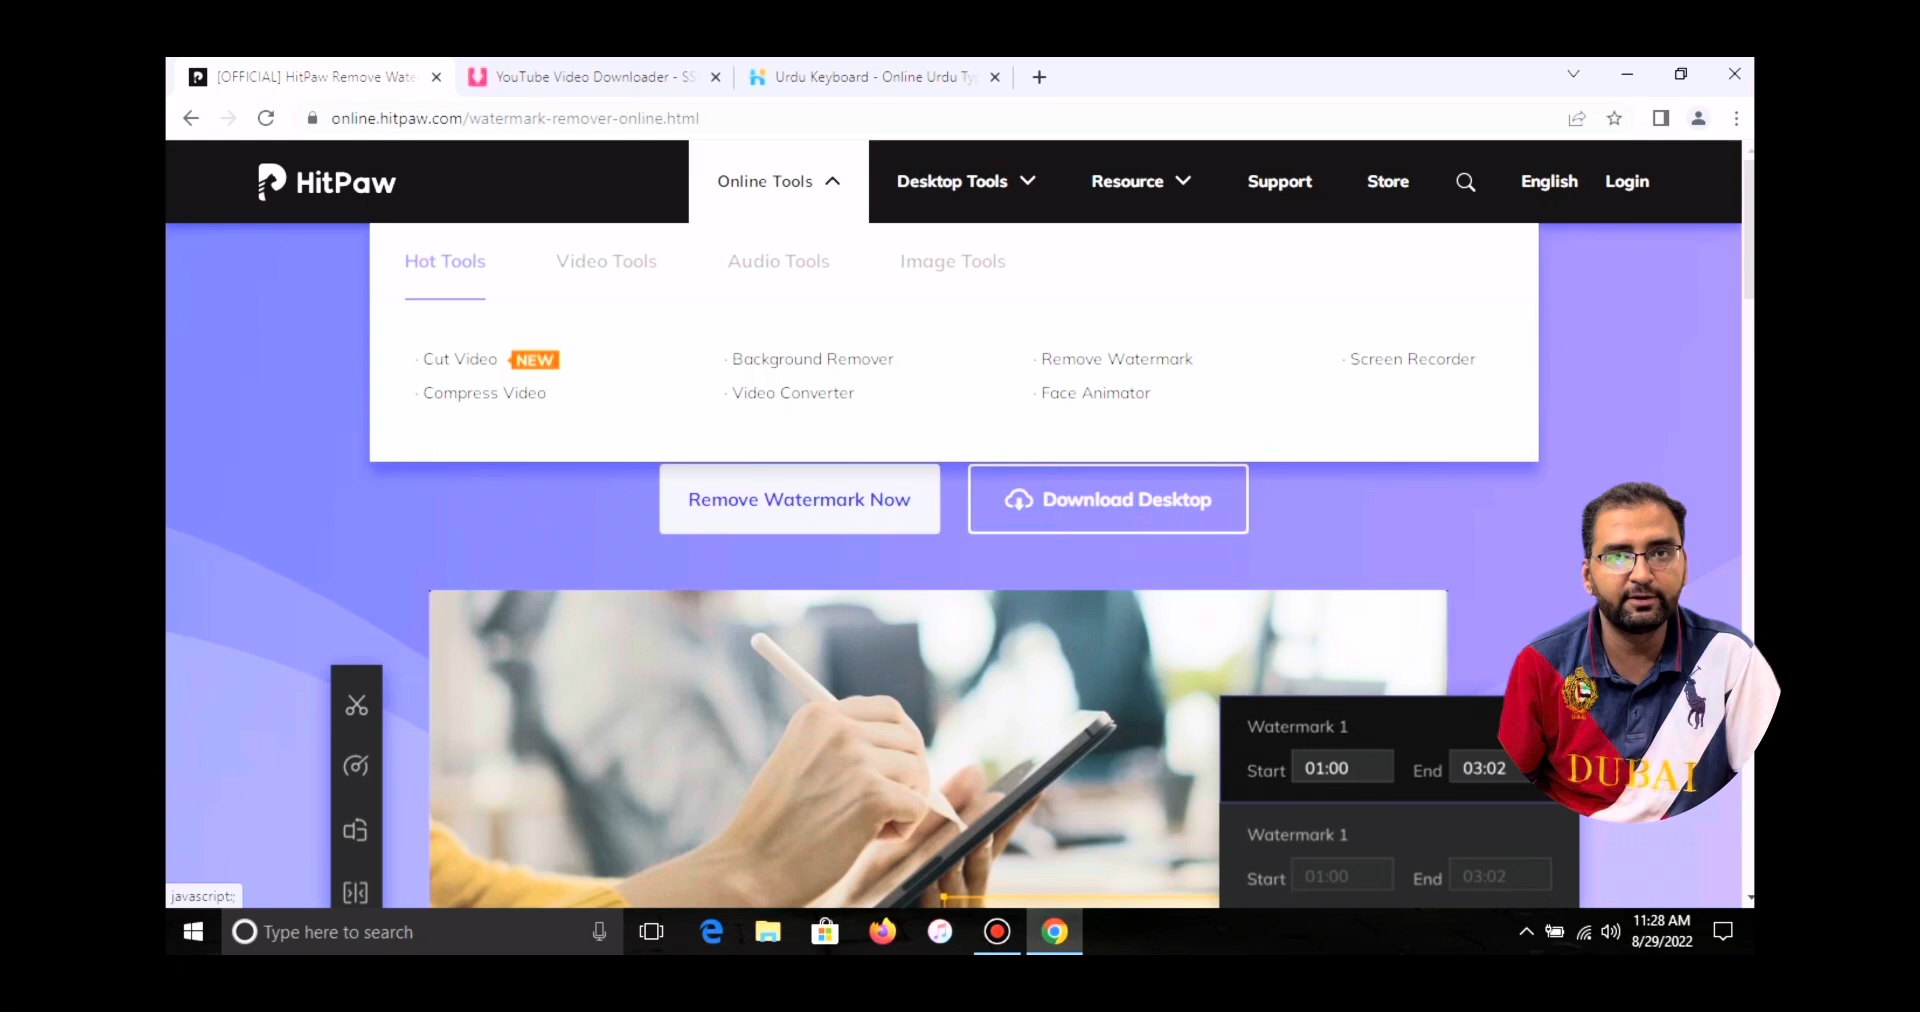 [OFFICIAL] HitPaw Remove Wate
YouTube Video Downloader - SS
Urdu Keyboard - Online Urdu Ty
online.hitpaw.com/watermark-remover-online.html
HitPaw
Online Tools
Desktop Tools
Resource
Support
Store
English
Login
Hot Tools
Video Tools
Audio Tools
Image Tools
· Cut Video NEW
· Background Remover
· Remove Watermark
· Screen Recorder
· Compress Video
· Video Converter
· Face Animator
Remove Watermark Now
Download Desktop
Watermark 1
Start 01:00 End 03:02
Watermark 1
Start 01:00 End 03:02
DUBAI
javascript:;
Type here to search
11:28 AM
8/29/2022